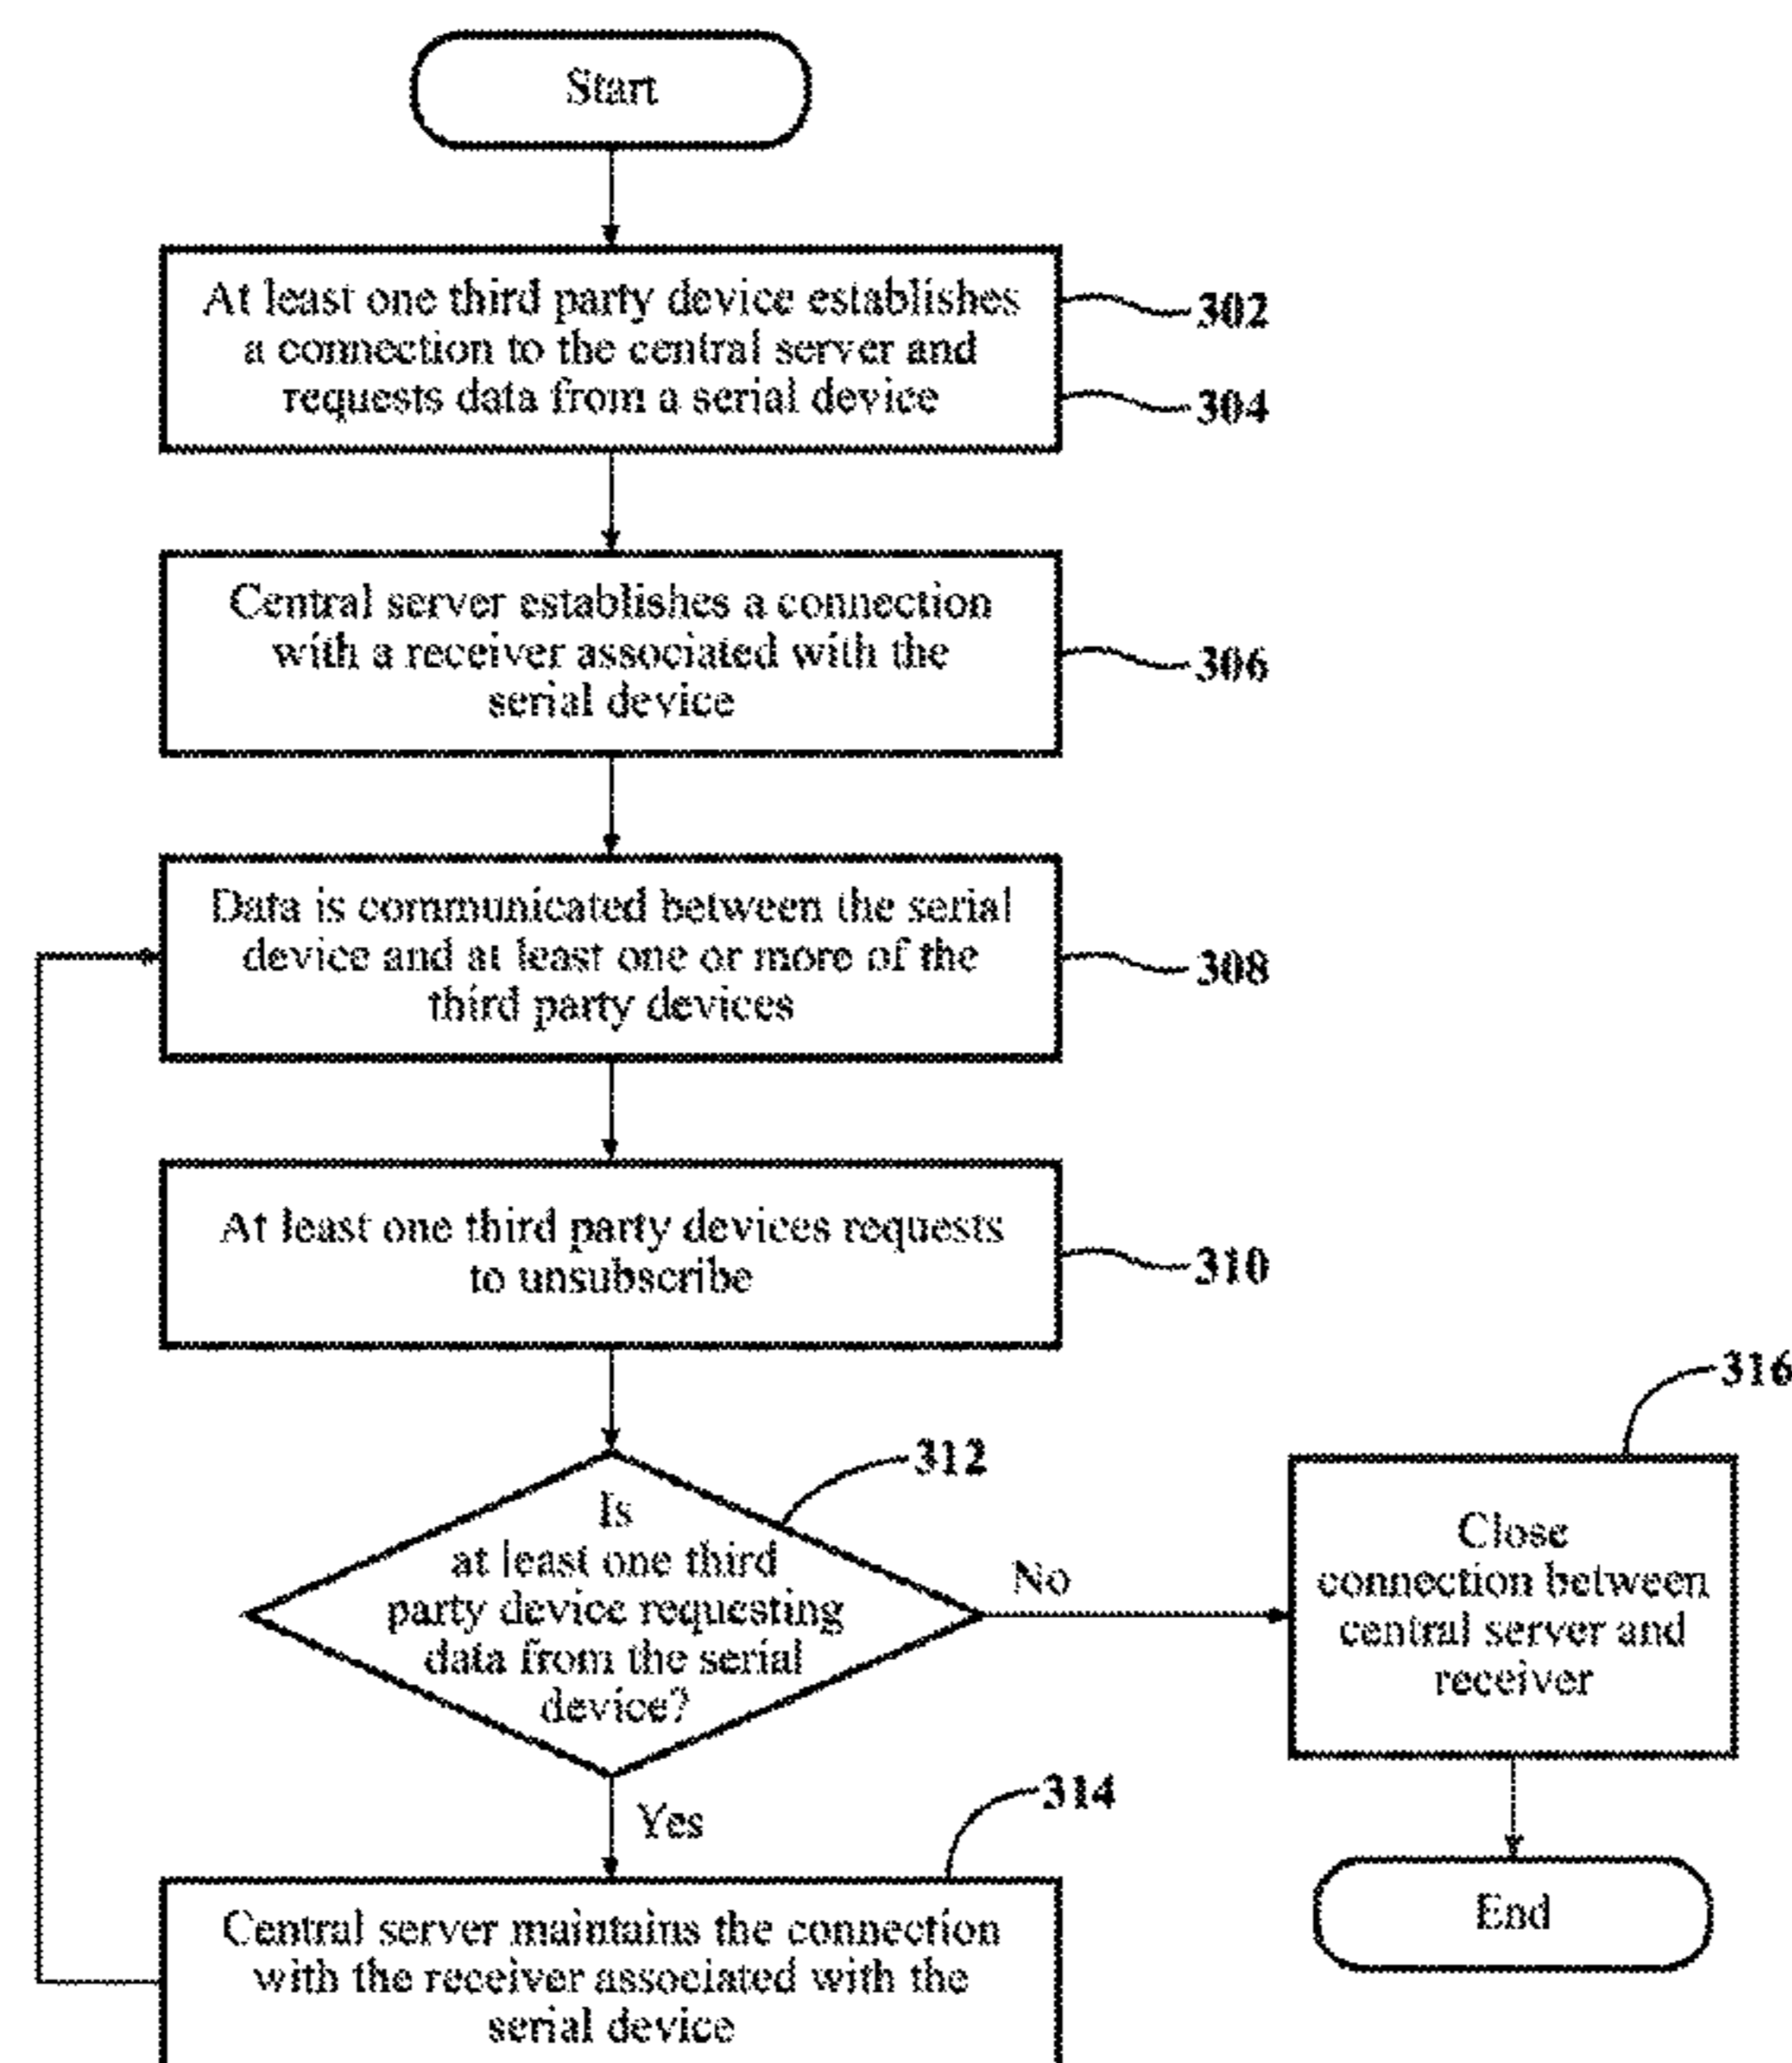 Start
At least one third party device establishes
a connection to the central server and
requests data from a serial device
302
304
Central server establishes a connection
with a receiver associated with the
serial device
306
Data is communicated between the serial
device and at least one or more of the
third party devices
308
At least one third party devices requests
to unsubscribe
310
312
Is
at least one third
party device requesting
data from the serial
device?
No
Yes
316
Close
connection between
central server and
receiver
End
314
Central server maintains the connection
with the receiver associated with the
serial device